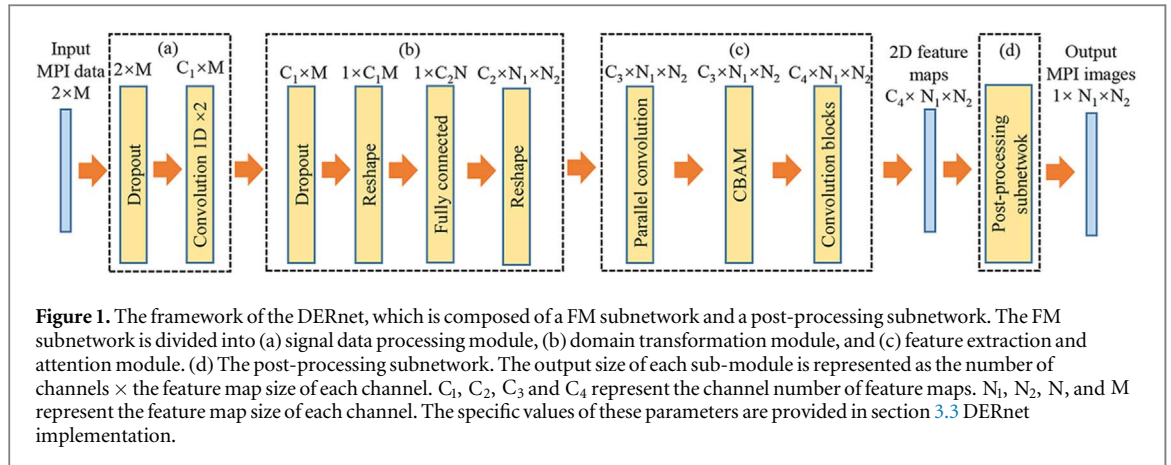 Input
MPI data
2×M
(a)
2×M
C₁×M
Dropout
Convolution 1D ×2
(b)
C₁×M
1×C₁M
1×C₂N
C₂×N₁×N₂
Dropout
Reshape
Fully connected
Reshape
(c)
C₃×N₁×N₂
C₃×N₁×N₂
C₄×N₁×N₂
Parallel convolution
CBAM
Convolution blocks
2D feature
maps
C₄× N₁×N₂
(d)
Post-processing
subnetwok
Output
MPI images
1× N₁×N₂
Figure 1. The framework of the DERnet, which is composed of a FM subnetwork and a post-processing subnetwork. The FM
subnetwork is divided into (a) signal data processing module, (b) domain transformation module, and (c) feature extraction and
attention module. (d) The post-processing subnetwork. The output size of each sub-module is represented as the number of
channels × the feature map size of each channel. C₁, C₂, C₃ and C₄ represent the channel number of feature maps. N₁, N₂, N, and M
represent the feature map size of each channel. The specific values of these parameters are provided in section 3.3 DERnet
implementation.